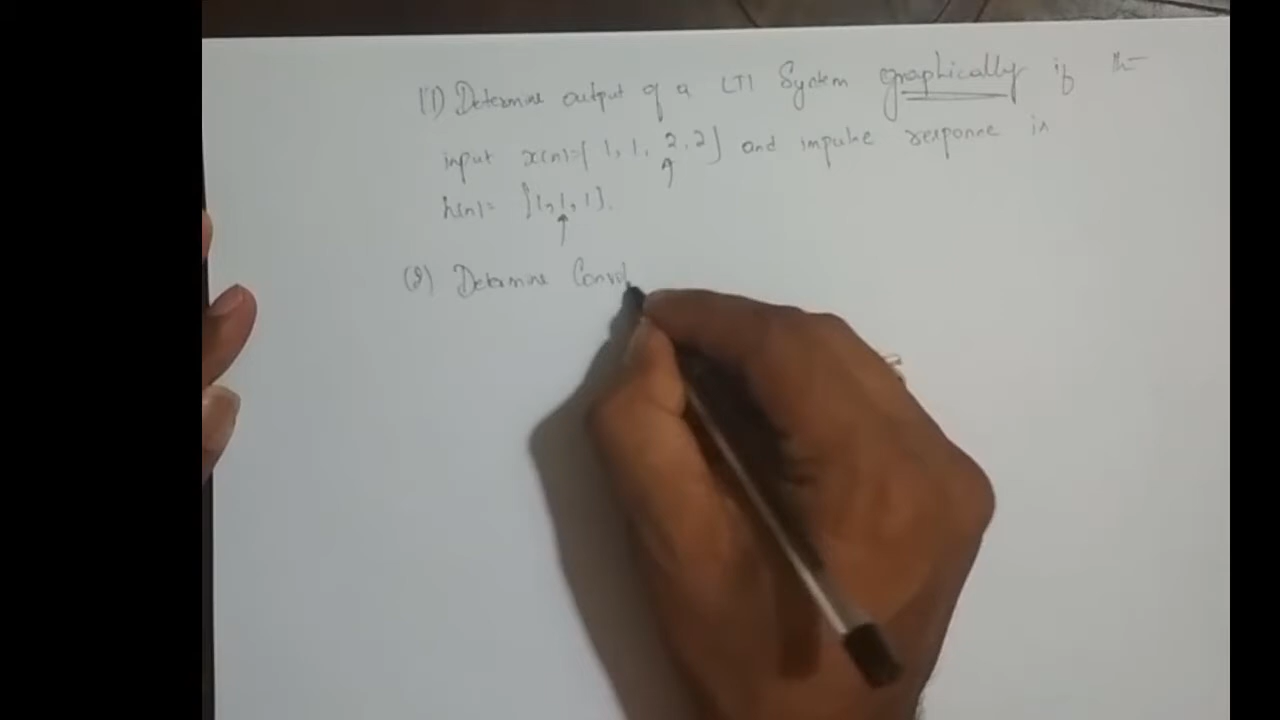 (1) Determine output of a LTI System graphically if the
input x(n)={1, 1, 2, 2} and impulse response is
h(n)= {1, 1, 1}.
(2) Determine Convol